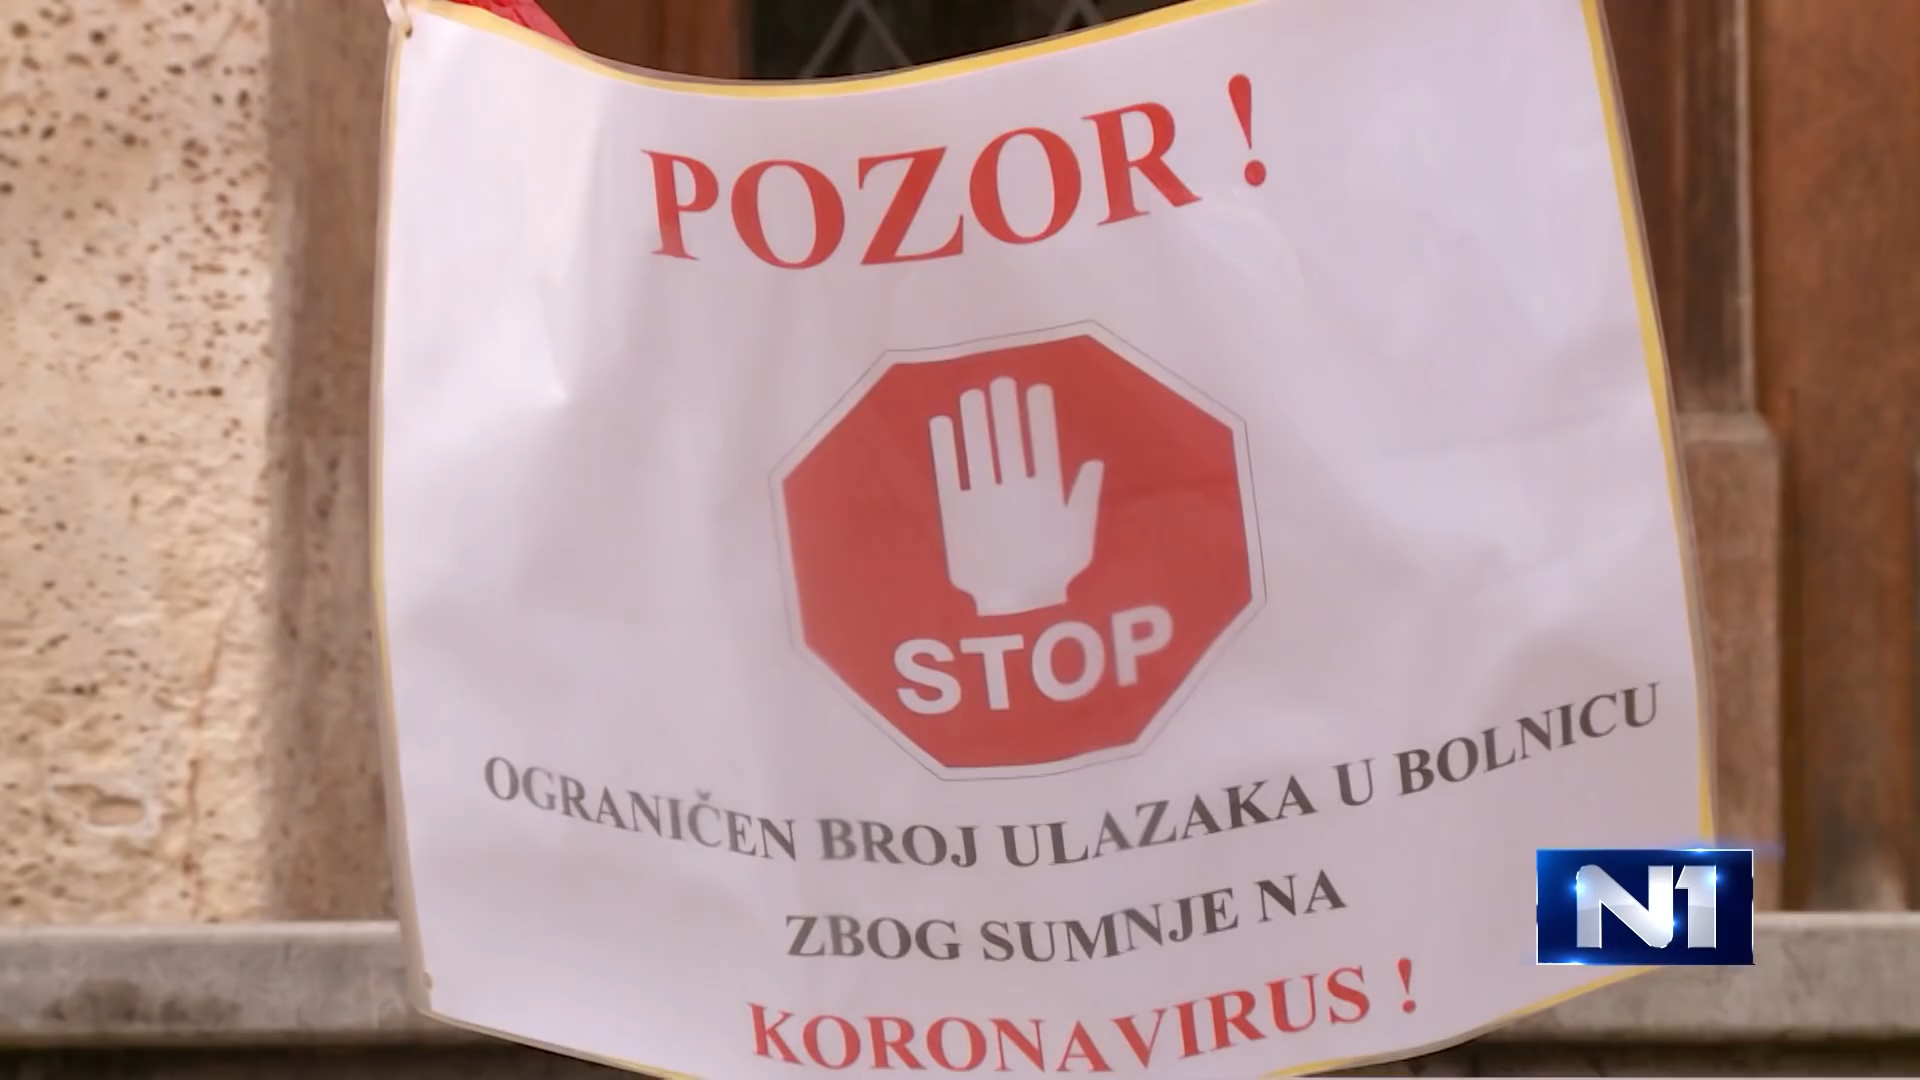 POZOR !
STOP
OGRANIČEN BROJ ULAZAKA U BOLNICU
ZBOG SUMNJE NA
KORONAVIRUS !
N1